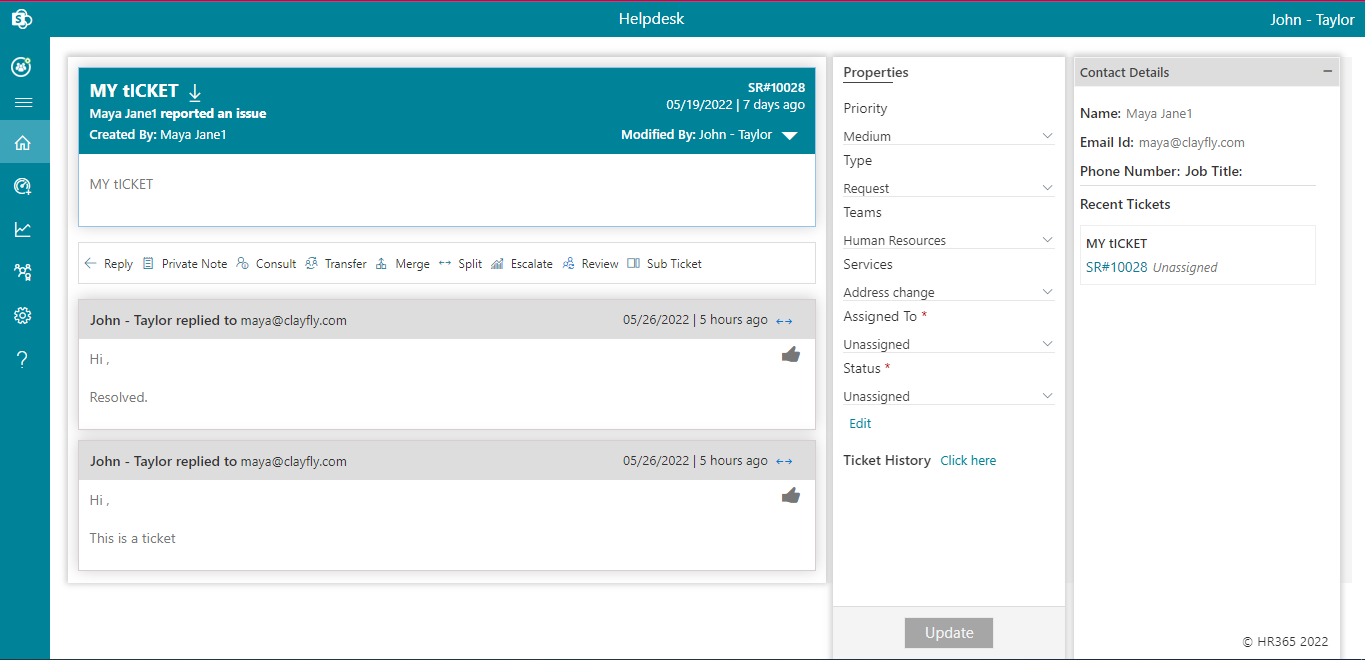 Helpdesk
John - Taylor
MY tICKET
SR#10028
05/19/2022 | 7 days ago
Maya Jane1 reported an issue
Created By: Maya Jane1
Modified By: John - Taylor
MY tICKET
Reply Private Note Consult Transfer Merge Split Escalate Review Sub Ticket
John - Taylor replied to maya@clayfly.com 05/26/2022 | 5 hours ago
Hi ,
Resolved.
John - Taylor replied to maya@clayfly.com 05/26/2022 | 5 hours ago
Hi ,
This is a ticket
Properties
Priority
Medium
Type
Request
Teams
Human Resources
Services
Address change
Assigned To *
Unassigned
Status *
Unassigned
Edit
Ticket History Click here
Update
Contact Details
Name: Maya Jane1
Email Id: maya@clayfly.com
Phone Number: Job Title:
Recent Tickets
MY tICKET
SR#10028 Unassigned
© HR365 2022